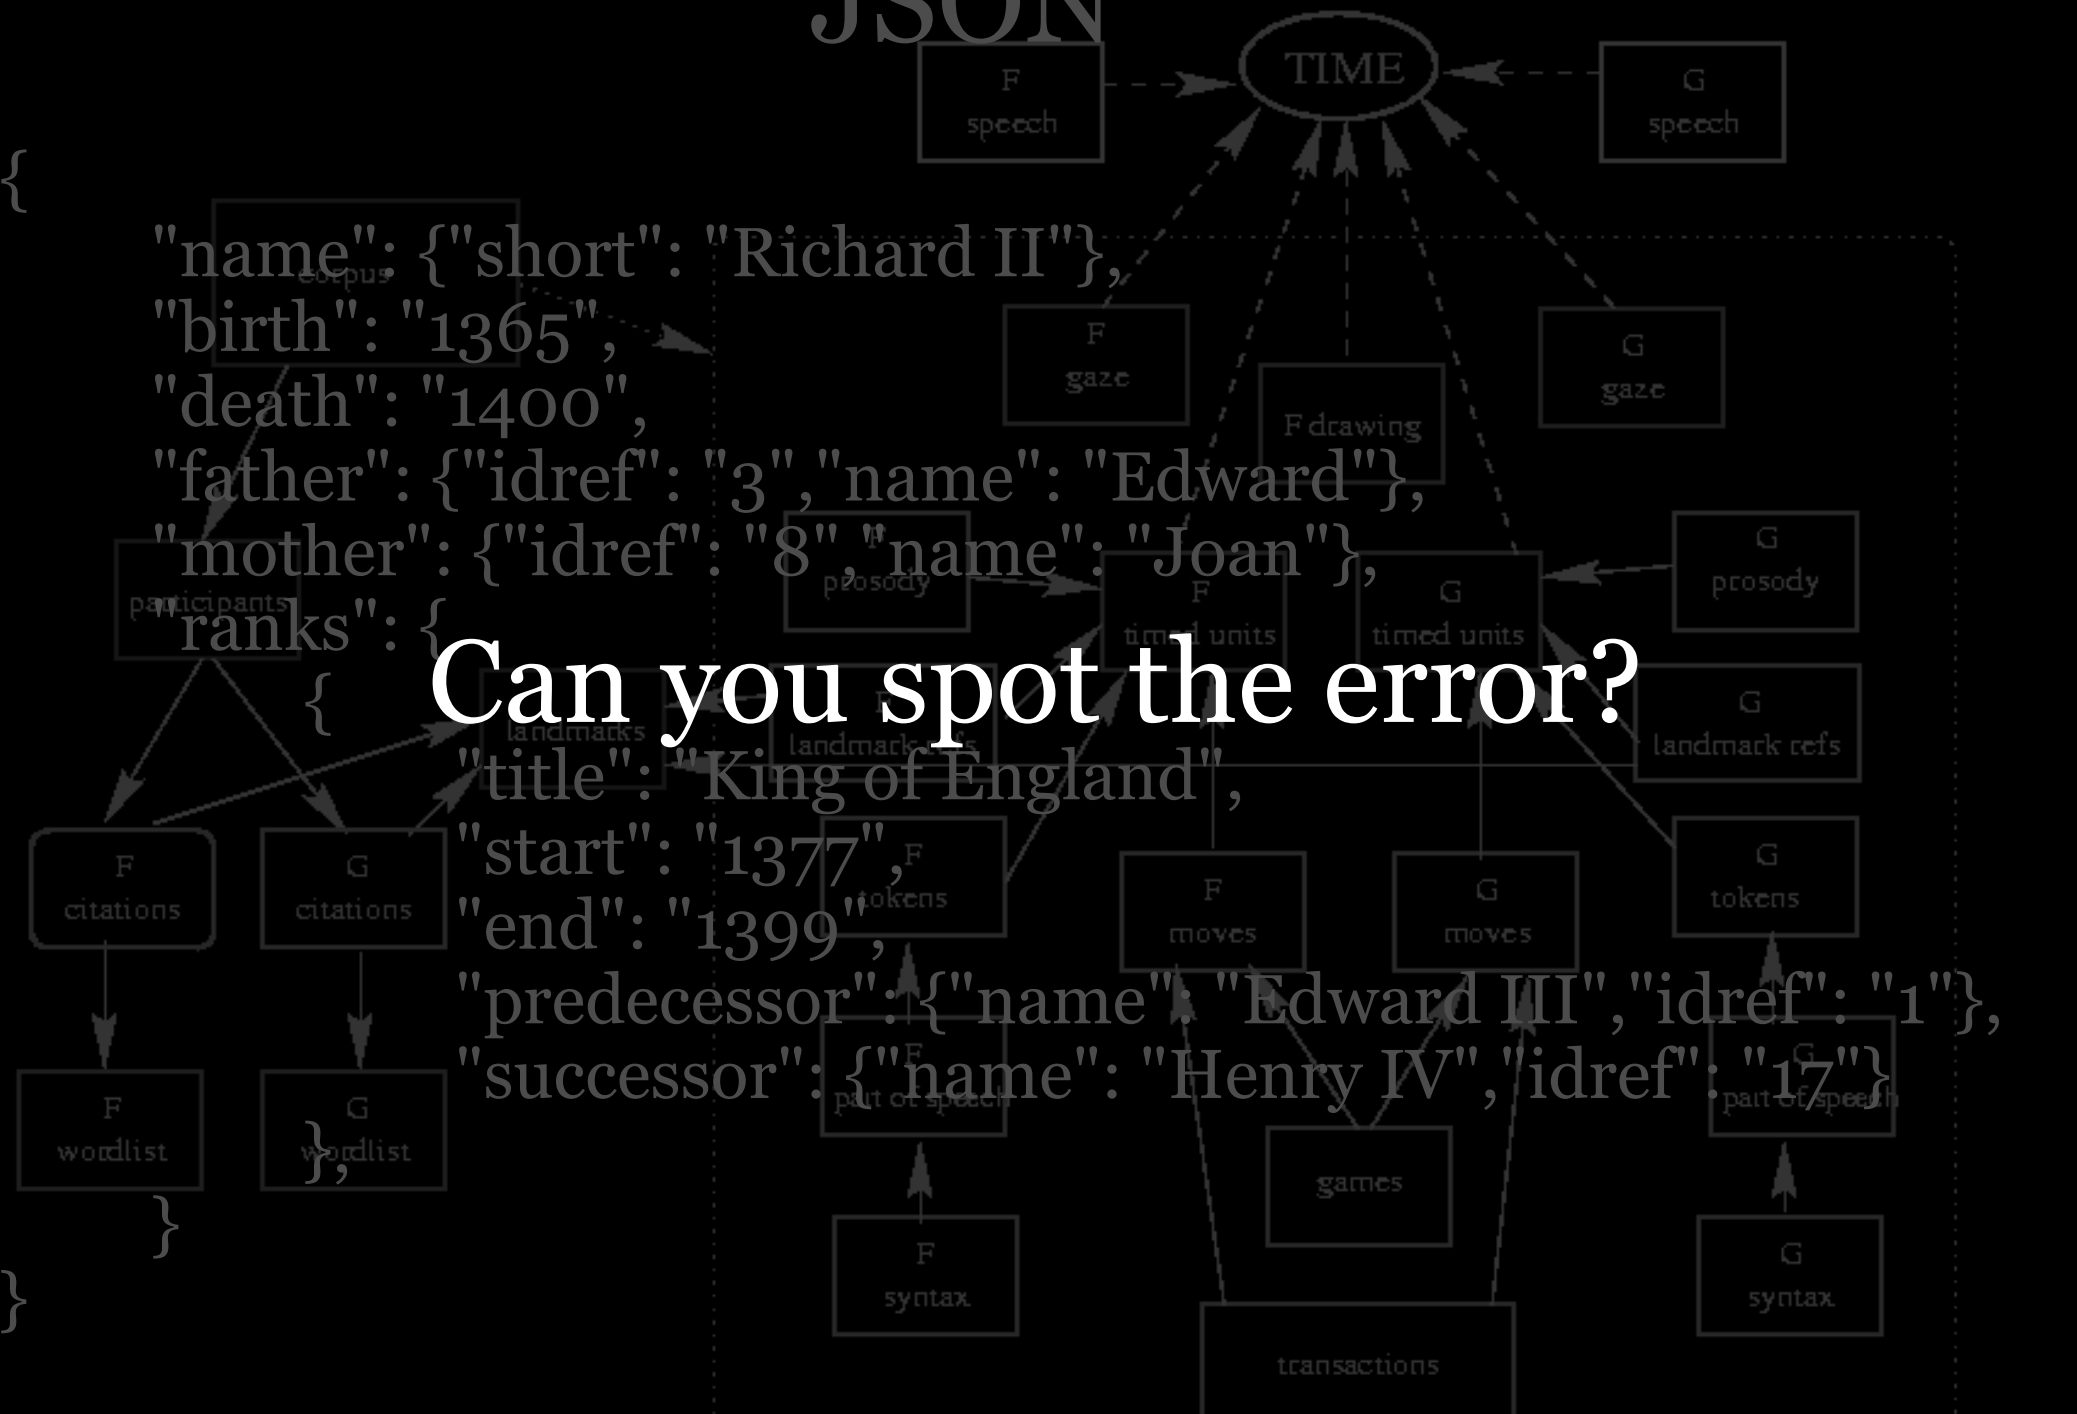 JSON
{
"name": {"short": "Richard II"},
"birth": "1365",
"death": "1400",
"father": {"idref": "3","name": "Edward"},
"mother": {"idref": "8","name": "Joan"},
"ranks": {
{
"title": "King of England",
"start": "1377",
"end": "1399",
"predecessor": {"name": "Edward III","idref": "1"},
"successor": {"name": "Henry IV","idref": "17"}
},
}
}
Can you spot the error?
TIME
F
speech
G
speech
corpus
F
gaze
F drawing
G
gaze
participants
F
prosody
F
timed units
G
timed units
G
prosody
landmarks
F
landmark refs
G
landmark refs
F
citations
G
citations
F
tokens
F
moves
G
moves
G
tokens
F
wordlist
G
wordlist
F
part of speech
G
part of speech
games
F
syntax
G
syntax
transactions